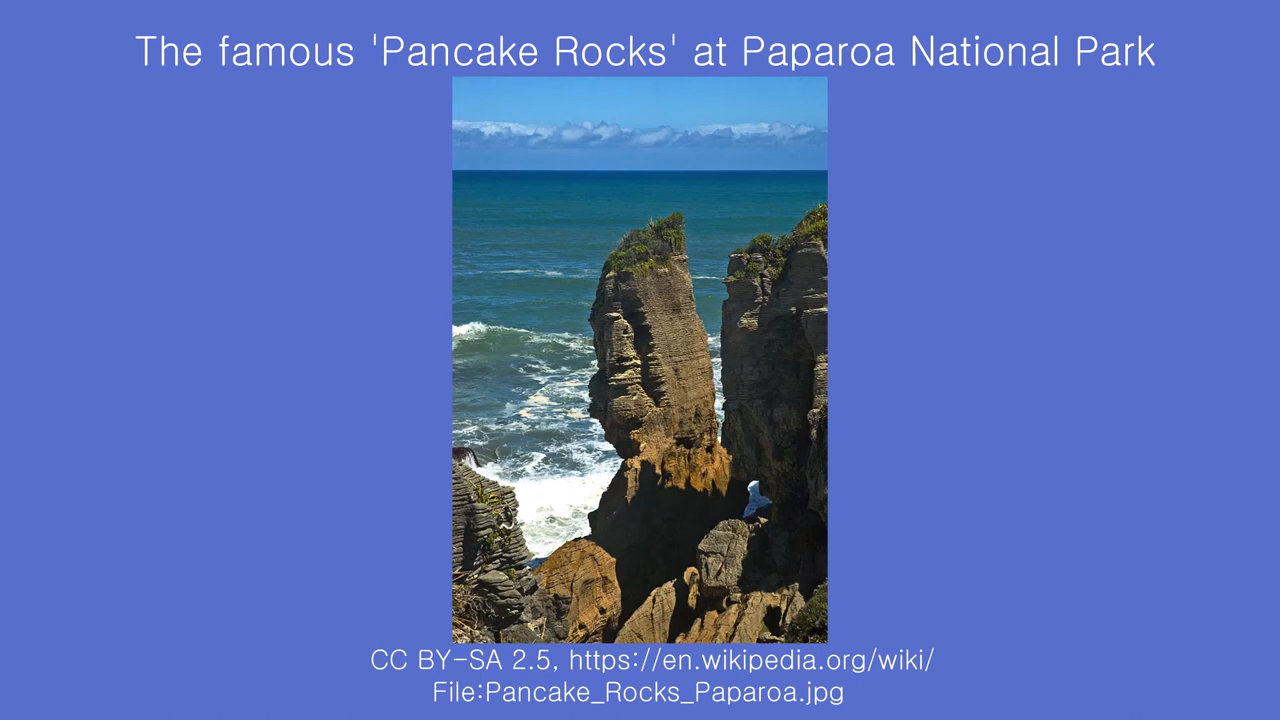 The famous 'Pancake Rocks' at Paparoa National Park
CC BY-SA 2.5, https://en.wikipedia.org/wiki/
File:Pancake_Rocks_Paparoa.jpg